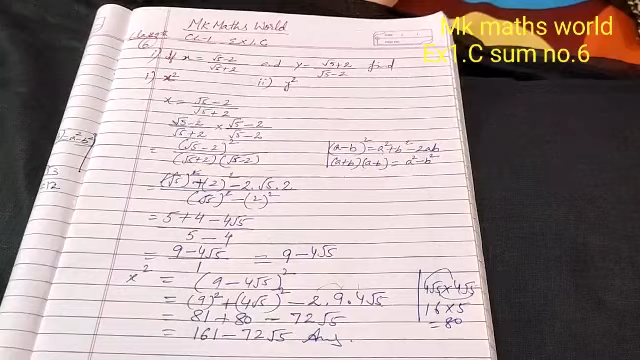 Mk maths world
Ex1.C sum no.6
MK Maths World
Ch-1 Ex 1.C
(6)
i) If x = √5-2/√5+2 and y = √5+2/√5-2 find
i) x² ii) y²
x = √5-2/√5+2
√5-2/√5+2 × √5-2/√5-2
= (√5-2)²/(√5+2)(√5-2)
(a-b)² = a²+b²-2ab
(a+b)(a-b) = a²-b²
= (√5)²+(2)²-2.√5.2/(√5)²-(2)²
= 5+4-4√5/5-4
= 9-4√5/1 = 9-4√5
x² = (9-4√5)²
= (9)²+(4√5)²-2.9.4√5
= 81+80-72√5
= 161-72√5 Ans.
4√5×4√5
16×5
=80